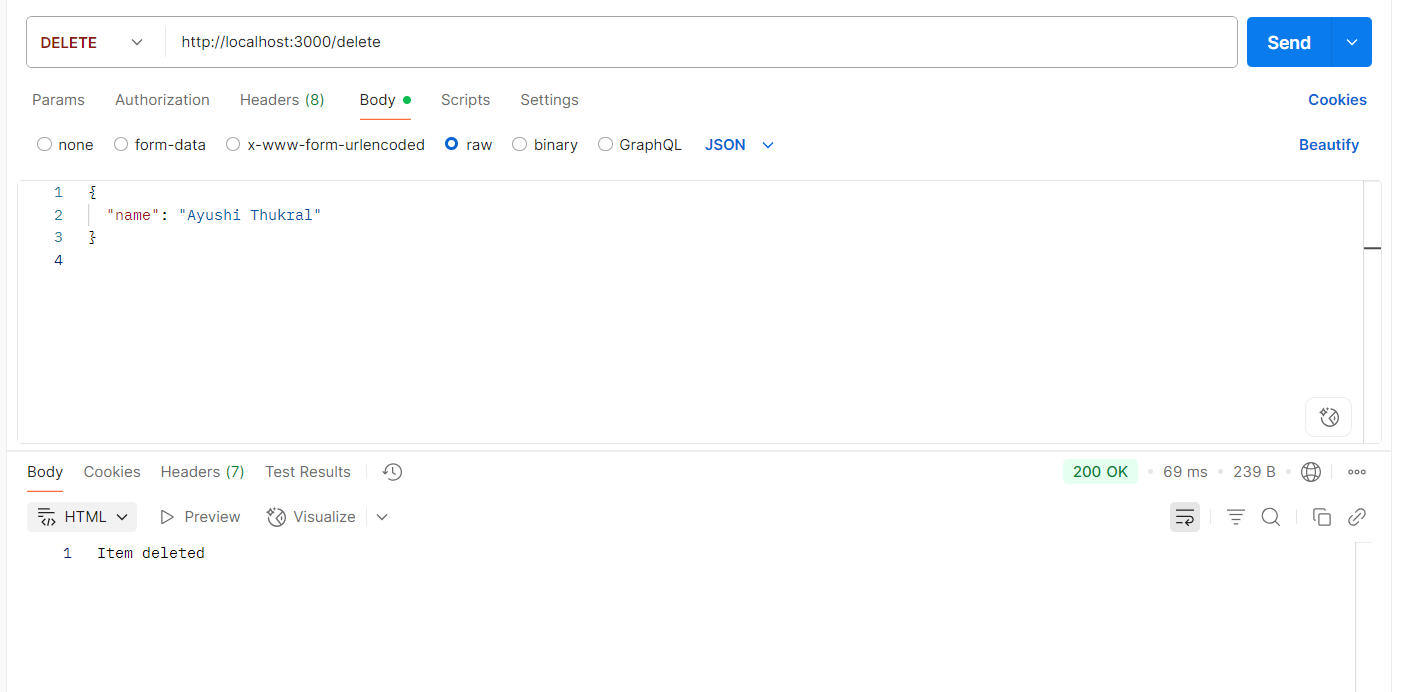 DELETE http://localhost:3000/delete Send
Params Authorization Headers (8) Body Scripts Settings Cookies
none form-data x-www-form-urlencoded raw binary GraphQL JSON Beautify
1 {
2 "name": "Ayushi Thukral"
3 }
4
Body Cookies Headers (7) Test Results 200 OK 69 ms 239 B
HTML Preview Visualize
1 Item deleted